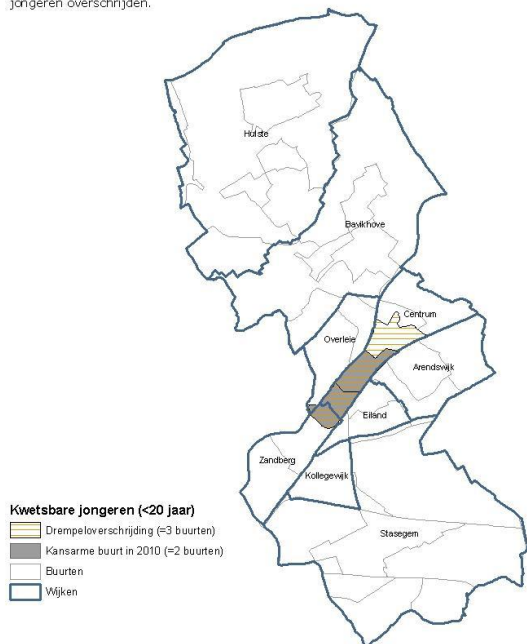 jongeren overschrijden.
Hulste
Bavikhove
Centrum
Overleie
Arendswijk
Eiland
Zandberg
Kollegewijk
Stasegem
Kwetsbare jongeren (<20 jaar)
Drempeloverschrijding (=3 buurten)
Kansarme buurt in 2010 (=2 buurten)
Buurten
Wijken